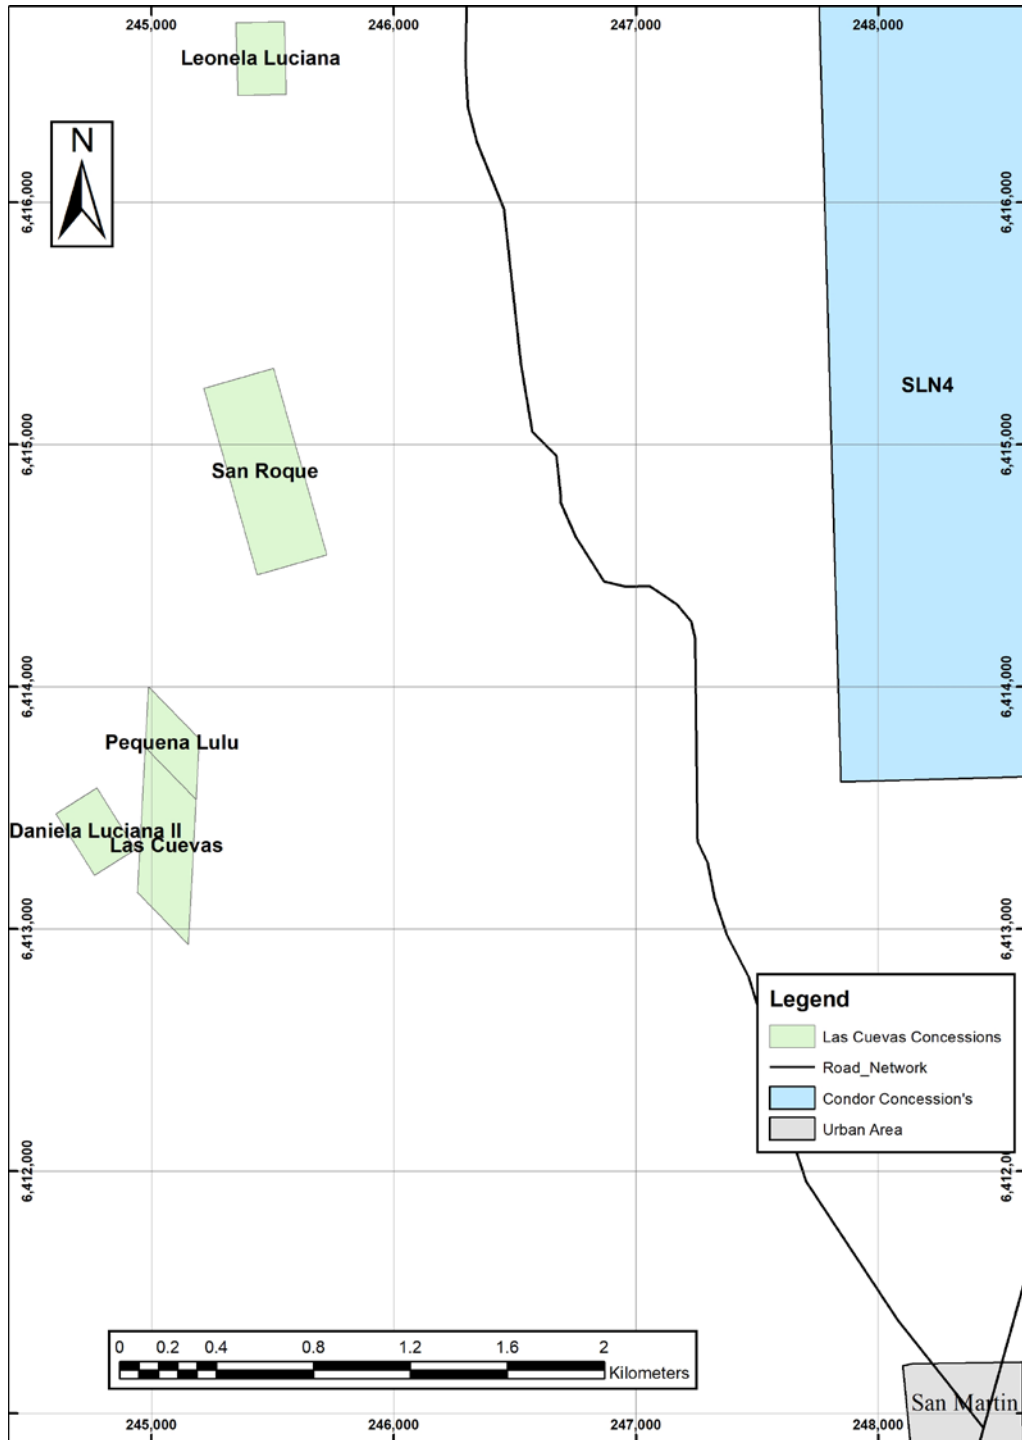 245,000
246,000
247,000
248,000
Leonela Luciana
N
6,416,000
6,416,000
SLN4
6,415,000
6,415,000
San Roque
6,414,000
6,414,000
Pequena Lulu
Daniela Luciana II
Las Cuevas
6,413,000
6,413,000
Legend
Las Cuevas Concessions
Road_Network
Condor Concession's
Urban Area
6,412,000
0 0.2 0.4 0.8 1.2 1.6 2
Kilometers
San Martin
245,000
246,000
247,000
248,000